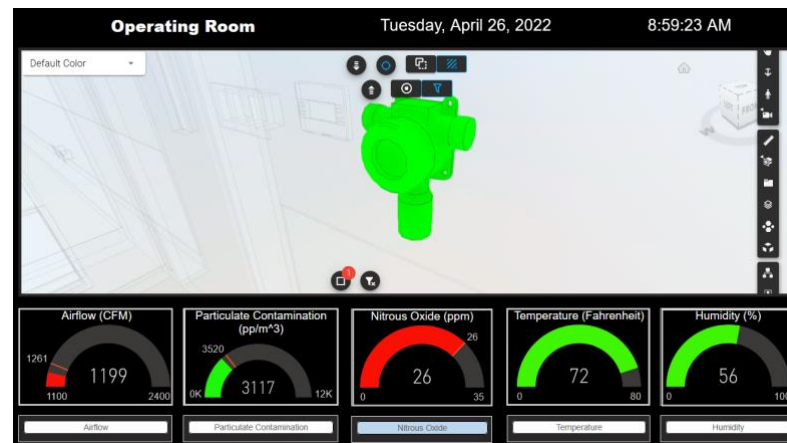 Operating Room
Tuesday, April 26, 2022
8:59:23 AM
Default Color
1
Airflow (CFM)
1261
1199
1100
2400
Particulate Contamination
(pp/m^3)
3520
0K
3117
12K
Nitrous Oxide (ppm)
26
26
0
35
Temperature (Fahrenheit)
72
0
80
Humidity (%)
56
0
100
Airflow
Particulate Contamination
Nitrous Oxide
Temperature
Humidity